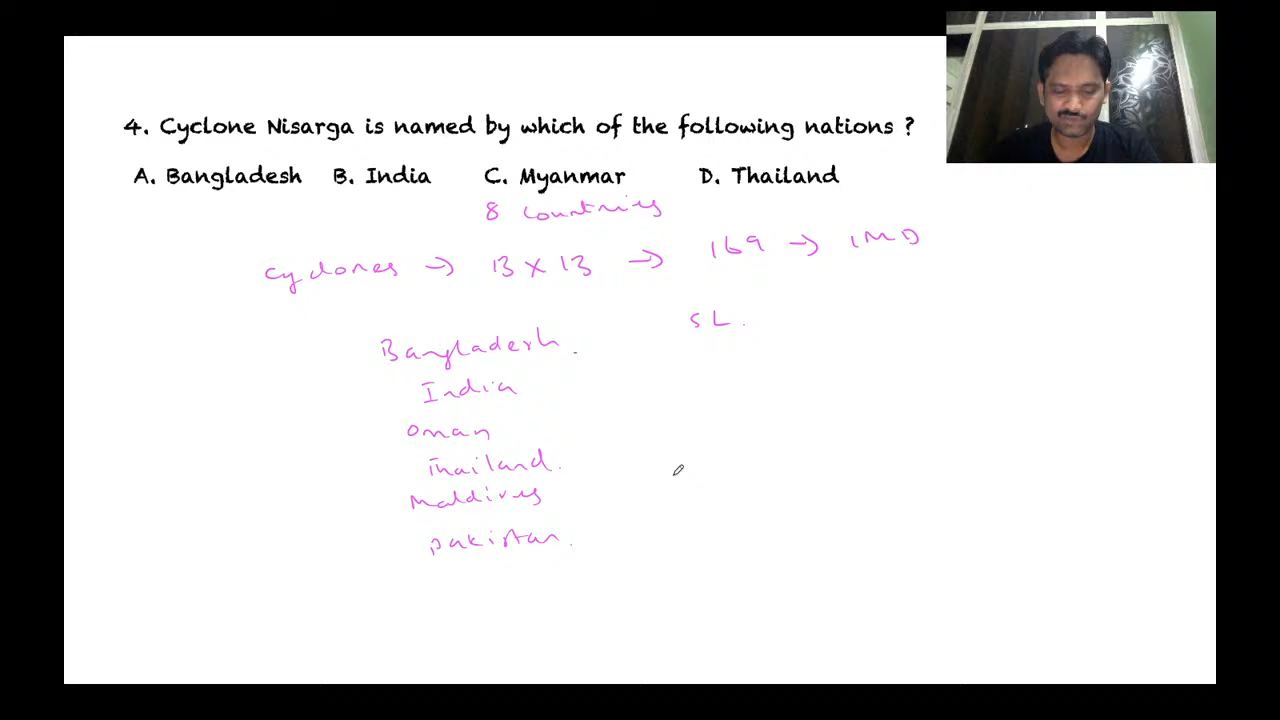 4. Cyclone Nisarga is named by which of the following nations ?
A. Bangladesh B. India C. Myanmar D. Thailand
8 countries
Cyclones → 13 x 13 → 169 → IMD
SL.
Bangladesh.
India
Oman
Thailand.
Maldives
Pakistan.